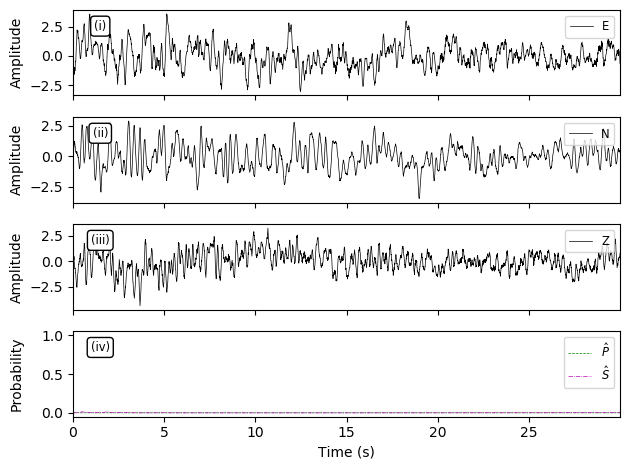 Amplitude
2.5
0.0
−2.5
(i)
E
Amplitude
2.5
0.0
−2.5
(ii)
N
Amplitude
2.5
0.0
−2.5
(iii)
Z
Probability
1.0
0.5
0.0
(iv)
P̂
Ŝ
0 5 10 15 20 25
Time (s)